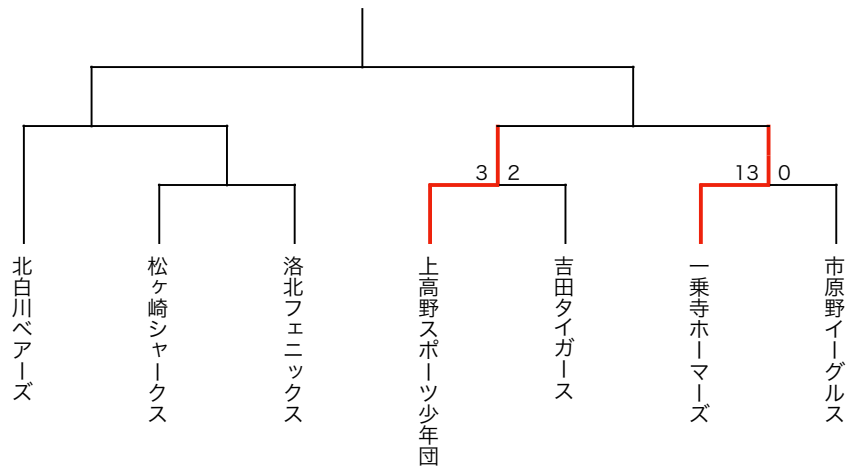 3 2
13 0
北白川ベアーズ
松ヶ崎シャークス
洛北フェニックス
上高野スポーツ少年団
吉田タイガース
一乗寺ホーマーズ
市原野イーグルス